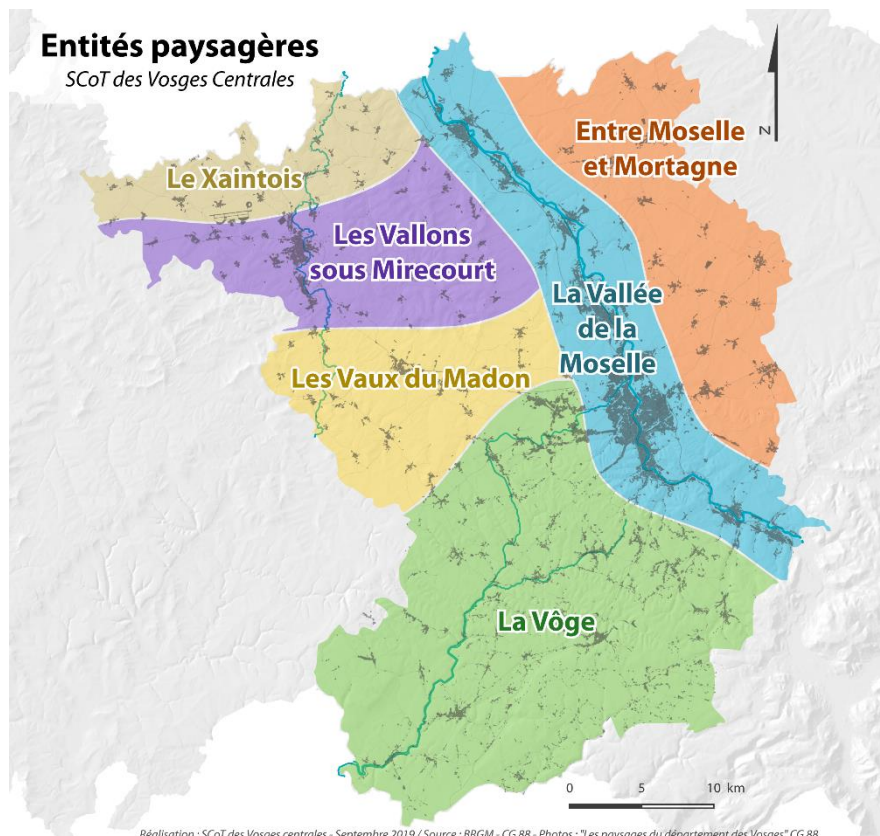 Entités paysagères
SCoT des Vosges Centrales
N
Entre Moselle
et Mortagne
Le Xaintois
Les Vallons
sous Mirecourt
La Vallée
de la
Moselle
Les Vaux du Madon
La Vôge
0 5 10 km
Réalisation : SCoT des Vosges centrales - Septembre 2019 / Source : BRGM - CG 88 - Photos : "Les paysages du département des Vosges" CG 88